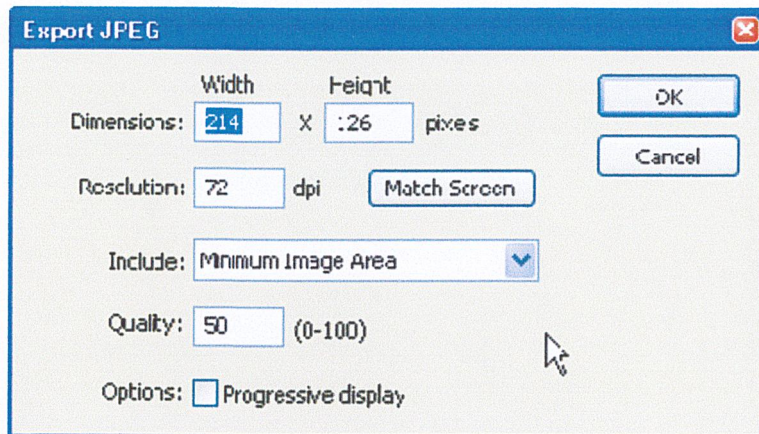 Export JPEG
Width Height
Dimensions: 214 X 126 pixels OK
Cancel
Resolution: 72 dpi Match Screen
Include: Minimum Image Area
Quality: 50 (0-100)
Options: Progressive display